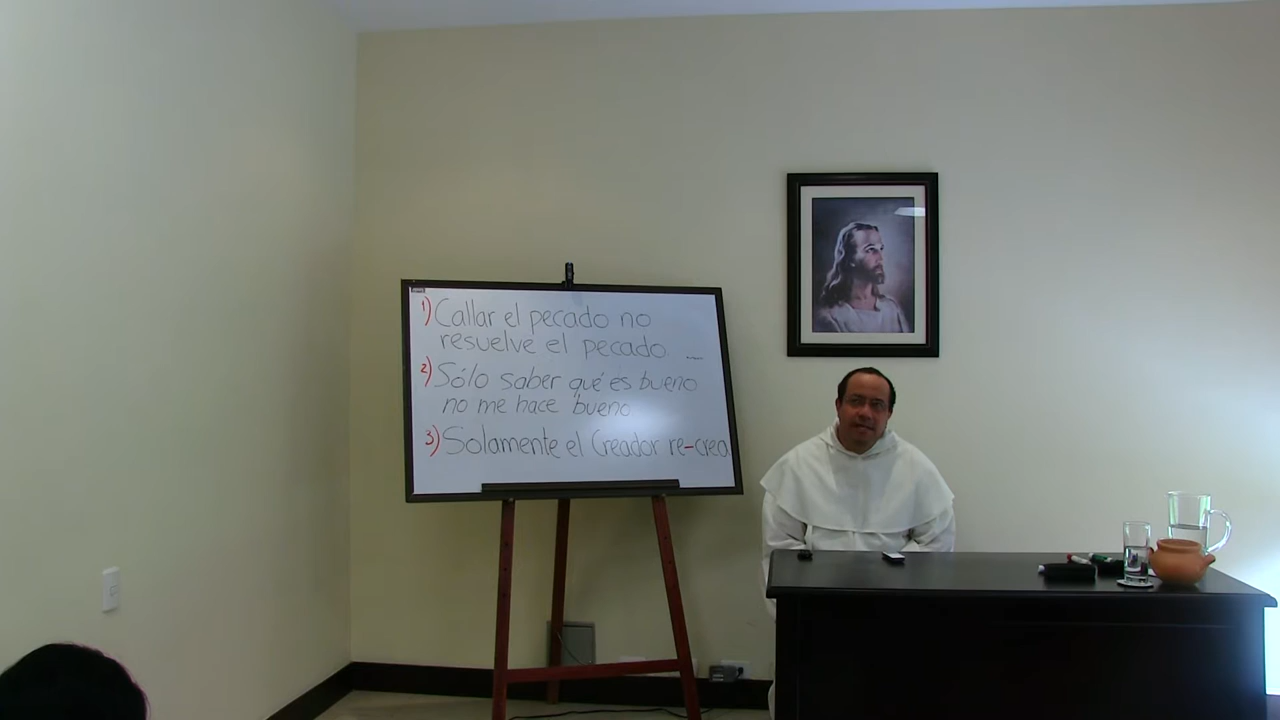 1) Callar el pecado no
resuelve el pecado.
2) Sólo saber qué es bueno
no me hace bueno
3) Solamente el Creador re-crea.